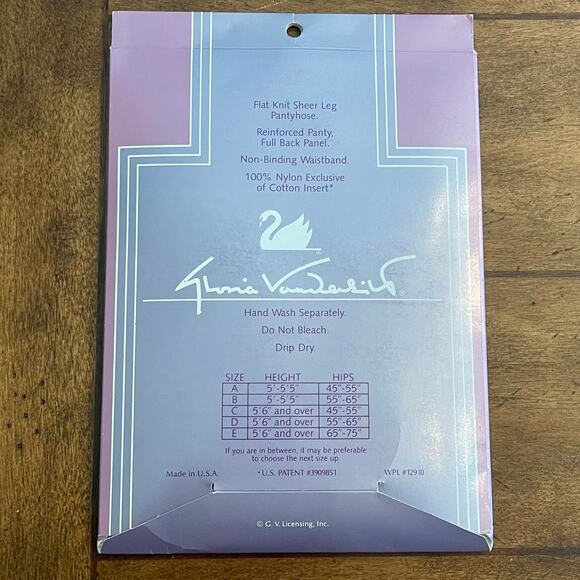 Flat Knit Sheer Leg
Pantyhose.
Reinforced Panty,
Full Back Panel.
Non-Binding Waistband.
100% Nylon Exclusive
of Cotton Insert*
®
Gloria Vanderbilt®
Hand Wash Separately.
Do Not Bleach.
Drip Dry.
SIZE HEIGHT HIPS
A 5'-5'5" 45"-55"
B 5'-5'5" 55"-65"
C 5'6" and over 45"-55"
D 5'6" and over 55"-65"
E 5'6" and over 65"-75"
If you are in between, it may be preferable
to choose the next size up.
Made in U.S.A. *U.S. PATENT #3909851 WPL #12910
© G. V. Licensing, Inc.